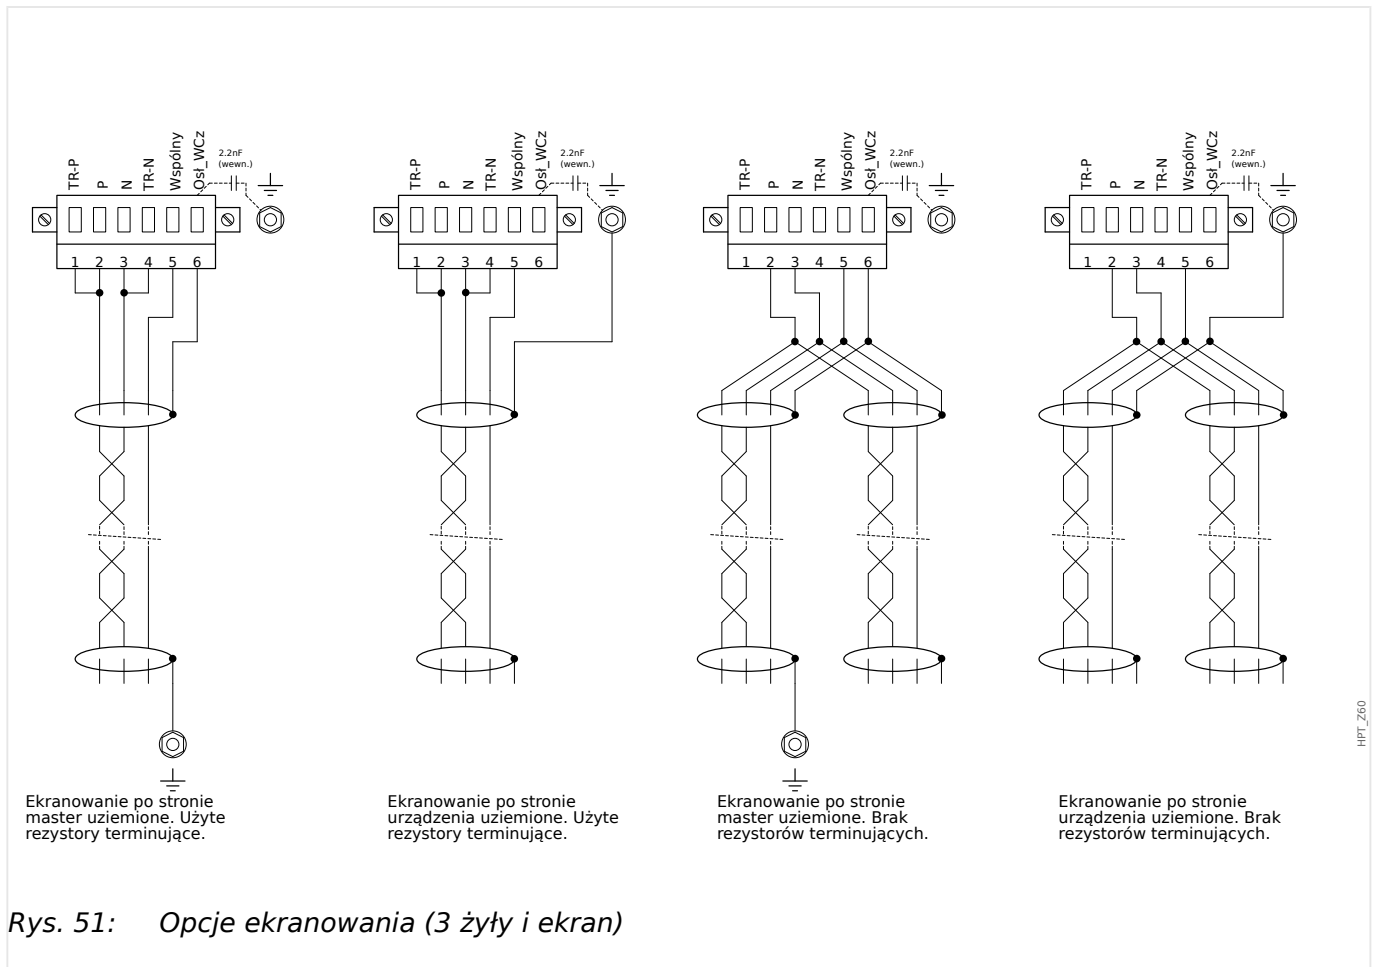 TR-P
P
N
TR-N
Wspólny
Osł_WCz
2.2nF
(wewn.)
1 2 3 4 5 6
Ekranowanie po stronie
master uziemione. Użyte
rezystory terminujące.
TR-P
P
N
TR-N
Wspólny
Osł_WCz
2.2nF
(wewn.)
1 2 3 4 5 6
Ekranowanie po stronie
urządzenia uziemione. Użyte
rezystory terminujące.
TR-P
P
N
TR-N
Wspólny
Osł_WCz
2.2nF
(wewn.)
1 2 3 4 5 6
Ekranowanie po stronie
master uziemione. Brak
rezystorów terminujących.
TR-P
P
N
TR-N
Wspólny
Osł_WCz
2.2nF
(wewn.)
1 2 3 4 5 6
Ekranowanie po stronie
urządzenia uziemione. Brak
rezystorów terminujących.
HPT_Z60
Rys. 51: Opcje ekranowania (3 żyły i ekran)